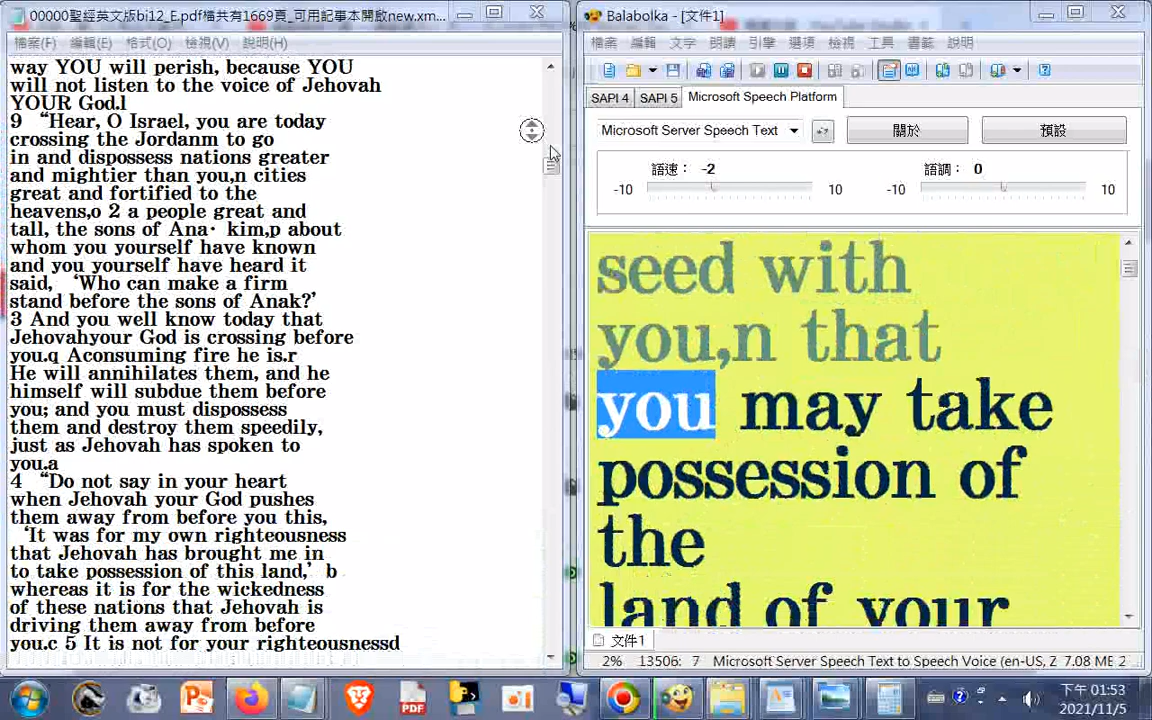 00000聖經英文版bi12_E.pdf檔共有1669頁_可用記事本開啟new.xm...
檔案(F) 編輯(E) 格式(O) 檢視(V) 說明(H)
way YOU will perish, because YOU
will not listen to the voice of Jehovah
YOUR God.l
9 “Hear, O Israel, you are today
crossing the Jordanm to go
in and dispossess nations greater
and mightier than you,n cities
great and fortified to the
heavens,o 2 a people great and
tall, the sons of Ana· kim,p about
whom you yourself have known
and you yourself have heard it
said, ‘Who can make a firm
stand before the sons of Anak?’
3 And you well know today that
Jehovahyour God is crossing before
you.q Aconsuming fire he is.r
He will annihilates them, and he
himself will subdue them before
you; and you must dispossess
them and destroy them speedily,
just as Jehovah has spoken to
you.a
4 “Do not say in your heart
when Jehovah your God pushes
them away from before you this,
‘It was for my own righteousness
that Jehovah has brought me in
to take possession of this land,’ b
whereas it is for the wickedness
of these nations that Jehovah is
driving them away from before
you.c 5 It is not for your righteousnessd
Balabolka - [文件1]
檔案 編輯 文字 朗讀 引擎 選項 檢視 工具 書籤 說明
SAPI 4 SAPI 5 Microsoft Speech Platform
Microsoft Server Speech Text 關於 預設
語速: -2 語調: 0
-10 10 -10 10
seed with
you,n that
you may take
possession of
the
land of your
文件1
2% 13506: 7 Microsoft Server Speech Text to Speech Voice (en-US, Z 7.08 ME 2
PDF
下午 01:53
2021/11/5